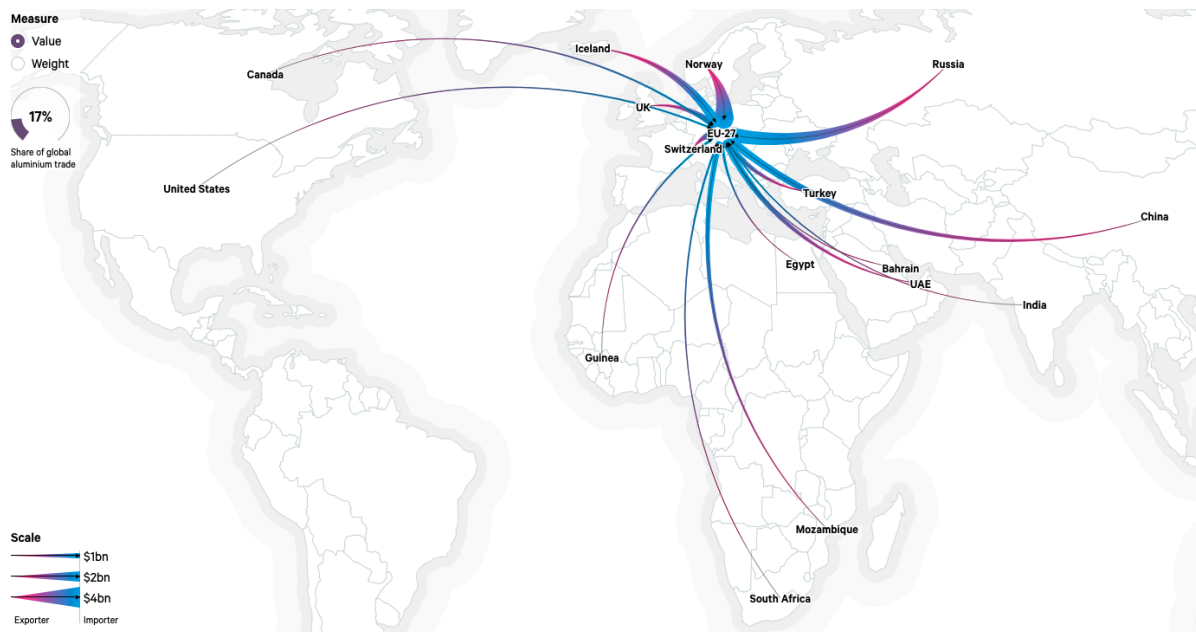 Measure
Value
Weight
17%
Share of global
aluminium trade
Canada
Iceland
Norway
Russia
UK
EU-27
Switzerland
United States
Turkey
China
Egypt
Bahrain
UAE
India
Guinea
Mozambique
South Africa
Scale
$1bn
$2bn
$4bn
Exporter
Importer